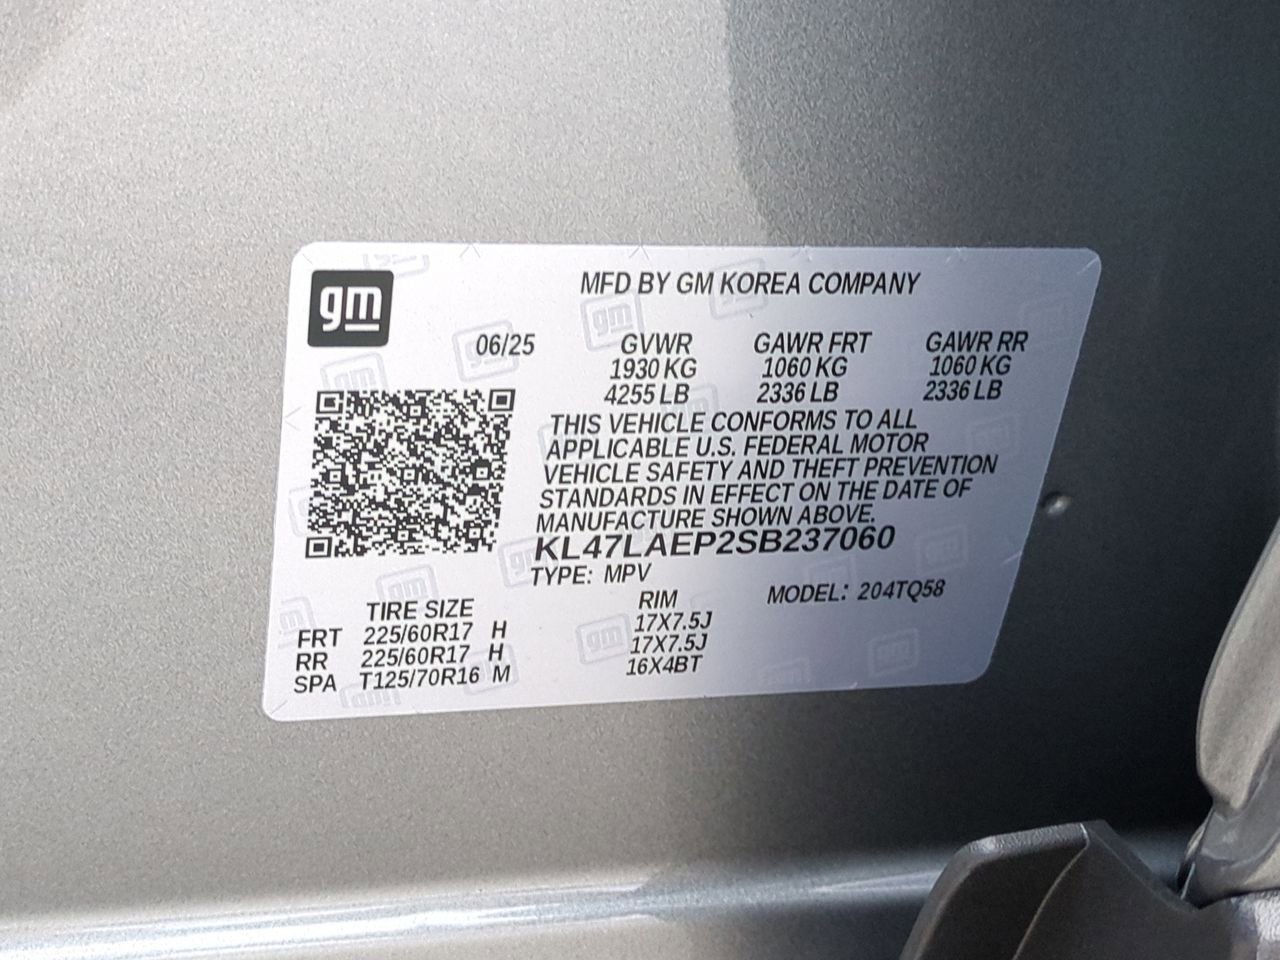 gm
MFD BY GM KOREA COMPANY
06/25 GVWR GAWR FRT GAWR RR
1930 KG 1060 KG 1060 KG
4255 LB 2336 LB 2336 LB
THIS VEHICLE CONFORMS TO ALL
APPLICABLE U.S. FEDERAL MOTOR
VEHICLE SAFETY AND THEFT PREVENTION
STANDARDS IN EFFECT ON THE DATE OF
MANUFACTURE SHOWN ABOVE.
KL47LAEP2SB237060
TYPE: MPV MODEL: 204TQ58
TIRE SIZE RIM
FRT 225/60R17 H 17X7.5J
RR 225/60R17 H 17X7.5J
SPA T125/70R16 M 16X4BT